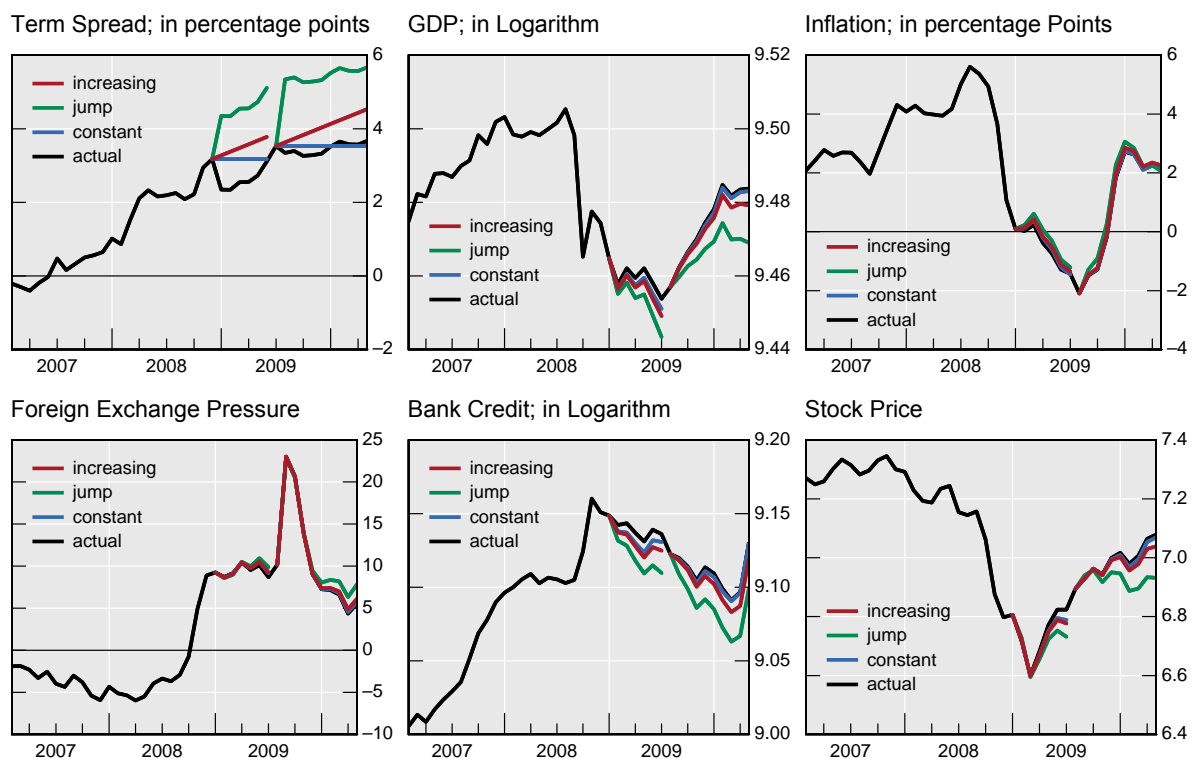 Term Spread; in percentage points
increasing
jump
constant
actual
6
4
2
0
–2
2007
2008
2009
GDP; in Logarithm
increasing
jump
constant
actual
9.52
9.50
9.48
9.46
9.44
2007
2008
2009
Inflation; in percentage Points
increasing
jump
constant
actual
6
4
2
0
–2
–4
2007
2008
2009
Foreign Exchange Pressure
increasing
jump
constant
actual
25
20
15
10
5
0
–5
–10
2007
2008
2009
Bank Credit; in Logarithm
increasing
jump
constant
actual
9.20
9.15
9.10
9.05
9.00
2007
2008
2009
Stock Price
increasing
jump
constant
actual
7.4
7.2
7.0
6.8
6.6
6.4
2007
2008
2009